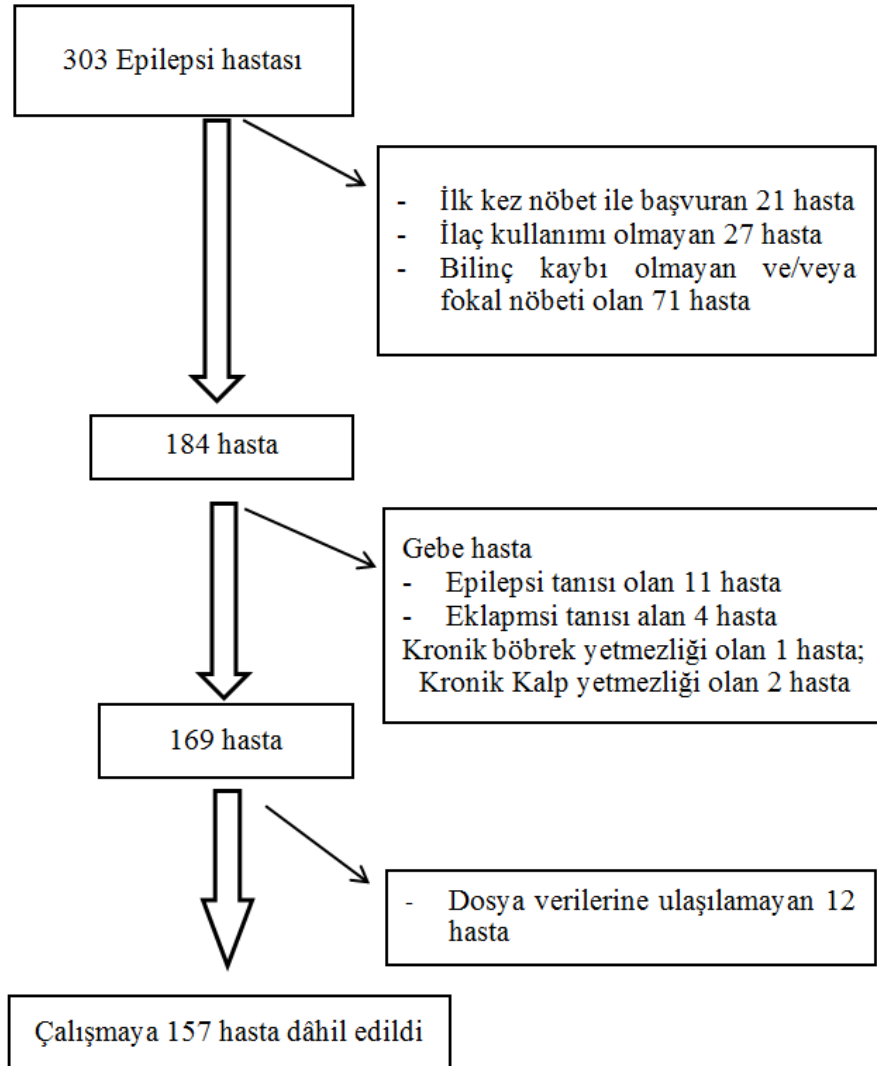 303 Epilepsi hastası
- İlk kez nöbet ile başvuran 21 hasta
- İlaç kullanımı olmayan 27 hasta
- Bilinç kaybı olmayan ve/veya
fokal nöbeti olan 71 hasta
184 hasta
Gebe hasta
- Epilepsi tanısı olan 11 hasta
- Eklapmsi tanısı alan 4 hasta
Kronik böbrek yetmezliği olan 1 hasta;
Kronik Kalp yetmezliği olan 2 hasta
169 hasta
- Dosya verilerine ulaşılamayan 12
hasta
Çalışmaya 157 hasta dâhil edildi